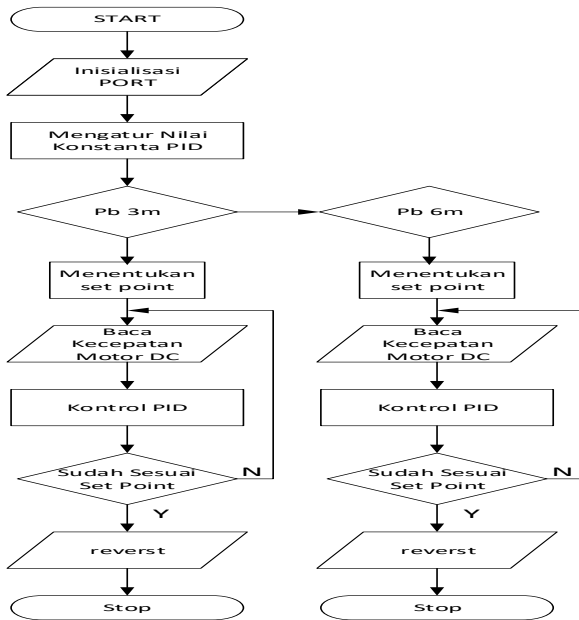 START
Inisialisasi
PORT
Mengatur Nilai
Konstanta PID
Pb 3m
Menentukan
set point
Baca
Kecepatan
Motor DC
Kontrol PID
Sudah Sesuai
Set Point
N
Y
reverst
Stop
Pb 6m
Menentukan
set point
Baca
Kecepatan
Motor DC
Kontrol PID
Sudah Sesuai
Set Point
N
Y
reverst
Stop